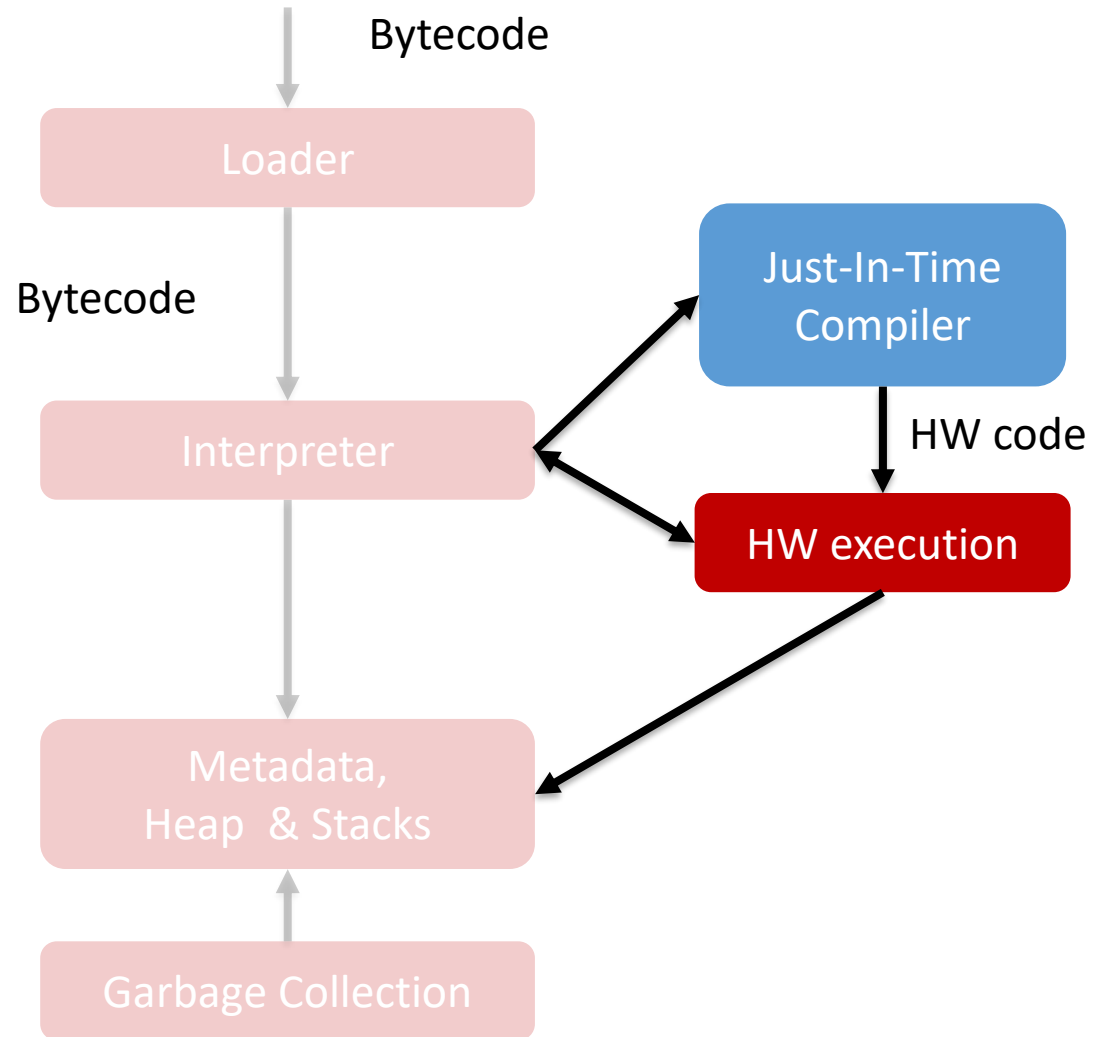 Bytecode
Loader
Bytecode
Just-In-Time
Compiler
Interpreter
HW code
HW execution
Metadata,
Heap & Stacks
Garbage Collection